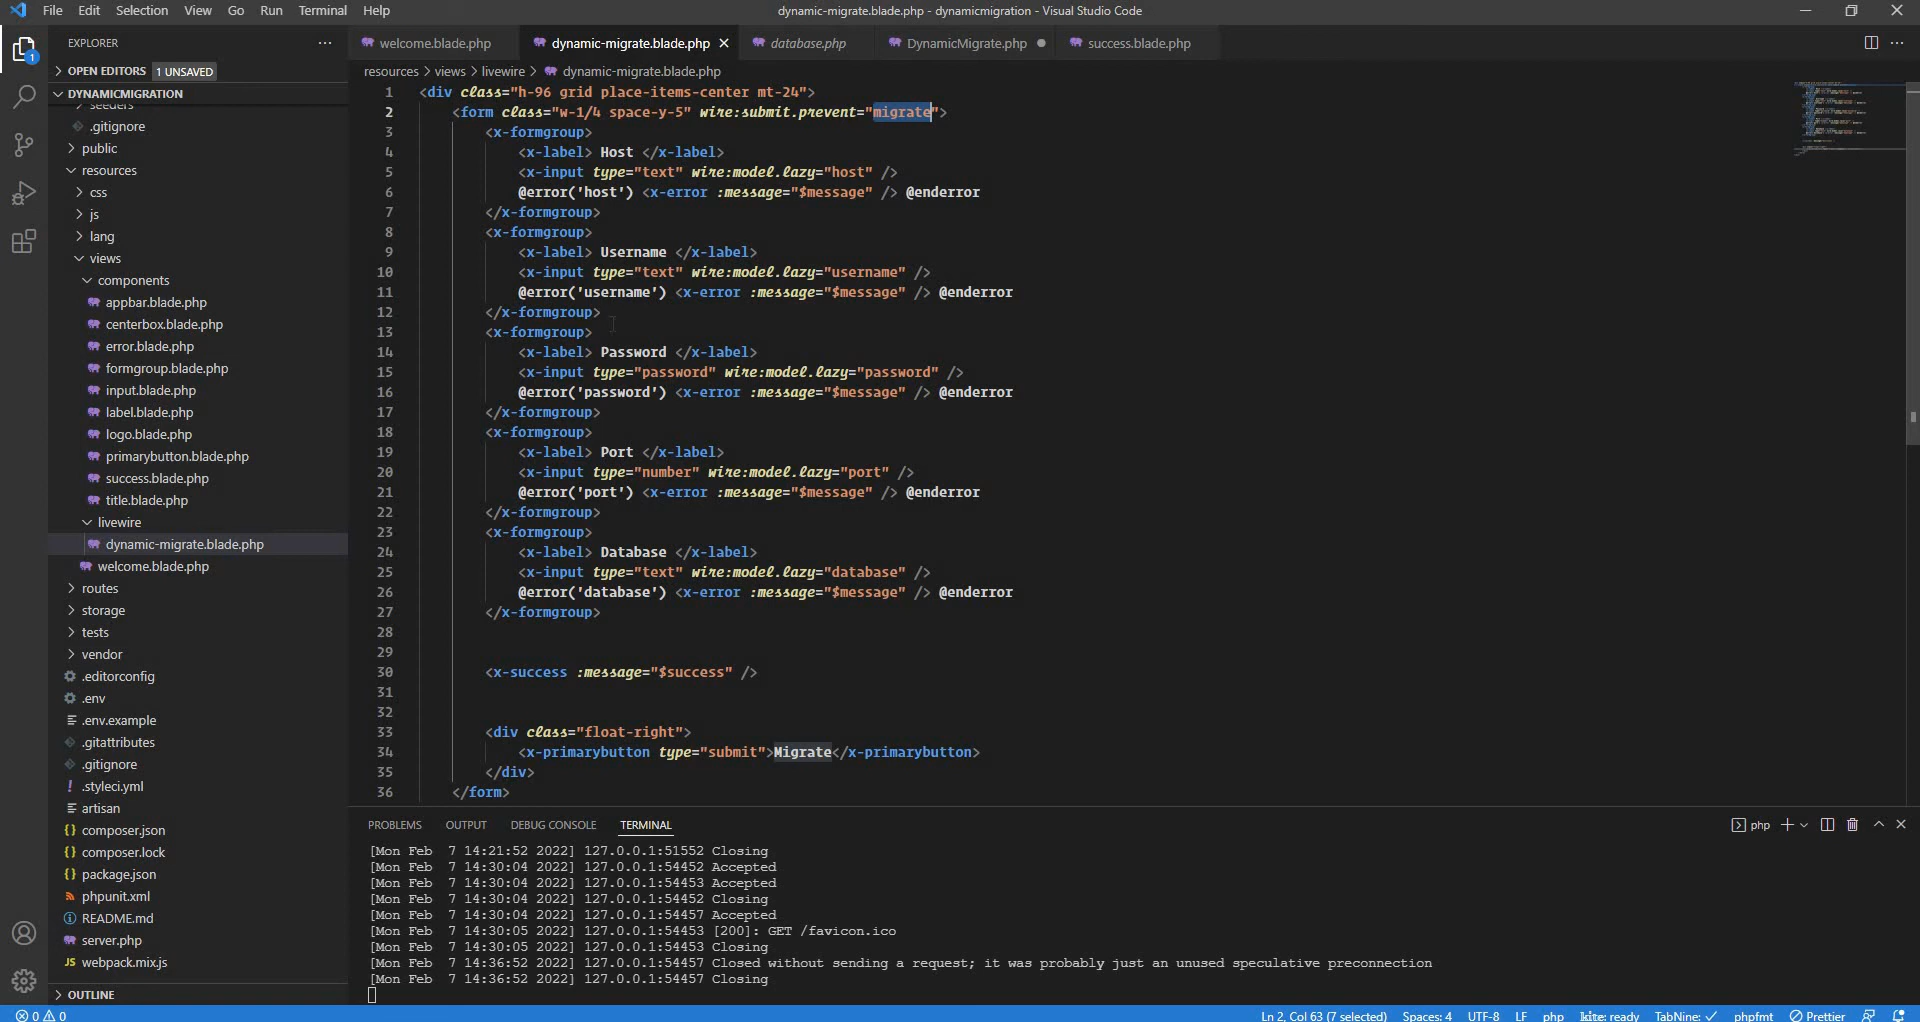 File Edit Selection View Go Run Terminal Help
dynamic-migrate.blade.php - dynamicmigration - Visual Studio Code
EXPLORER
OPEN EDITORS 1 UNSAVED
DYNAMICMIGRATION
seeders
.gitignore
public
resources
css
js
lang
views
components
appbar.blade.php
centerbox.blade.php
error.blade.php
formgroup.blade.php
input.blade.php
label.blade.php
logo.blade.php
primarybutton.blade.php
success.blade.php
title.blade.php
livewire
dynamic-migrate.blade.php
welcome.blade.php
routes
storage
tests
vendor
.editorconfig
.env
.env.example
.gitattributes
.gitignore
.styleci.yml
artisan
composer.json
composer.lock
package.json
phpunit.xml
README.md
server.php
JS webpack.mix.js
OUTLINE
welcome.blade.php dynamic-migrate.blade.php database.php DynamicMigrate.php success.blade.php
resources > views > livewire > dynamic-migrate.blade.php
1 <div class="h-96 grid place-items-center mt-24">
2 <form class="w-1/4 space-y-5" wire:submit.prevent="migrate">
3 <x-formgroup>
4 <x-label> Host </x-label>
5 <x-input type="text" wire:model.lazy="host" />
6 @error('host') <x-error :message="$message" /> @enderror
7 </x-formgroup>
8 <x-formgroup>
9 <x-label> Username </x-label>
10 <x-input type="text" wire:model.lazy="username" />
11 @error('username') <x-error :message="$message" /> @enderror
12 </x-formgroup>
13 <x-formgroup>
14 <x-label> Password </x-label>
15 <x-input type="password" wire:model.lazy="password" />
16 @error('password') <x-error :message="$message" /> @enderror
17 </x-formgroup>
18 <x-formgroup>
19 <x-label> Port </x-label>
20 <x-input type="number" wire:model.lazy="port" />
21 @error('port') <x-error :message="$message" /> @enderror
22 </x-formgroup>
23 <x-formgroup>
24 <x-label> Database </x-label>
25 <x-input type="text" wire:model.lazy="database" />
26 @error('database') <x-error :message="$message" /> @enderror
27 </x-formgroup>
28
29
30 <x-success :message="$success" />
31
32
33 <div class="float-right">
34 <x-primarybutton type="submit">Migrate</x-primarybutton>
35 </div>
36 </form>
PROBLEMS OUTPUT DEBUG CONSOLE TERMINAL
php
[Mon Feb 7 14:21:52 2022] 127.0.0.1:51552 Closing
[Mon Feb 7 14:30:04 2022] 127.0.0.1:54452 Accepted
[Mon Feb 7 14:30:04 2022] 127.0.0.1:54453 Accepted
[Mon Feb 7 14:30:04 2022] 127.0.0.1:54452 Closing
[Mon Feb 7 14:30:04 2022] 127.0.0.1:54457 Accepted
[Mon Feb 7 14:30:05 2022] 127.0.0.1:54453 [200]: GET /favicon.ico
[Mon Feb 7 14:30:05 2022] 127.0.0.1:54453 Closing
[Mon Feb 7 14:36:52 2022] 127.0.0.1:54457 Closed without sending a request; it was probably just an unused speculative preconnection
[Mon Feb 7 14:36:52 2022] 127.0.0.1:54457 Closing
0 0 Ln 2, Col 63 (7 selected) Spaces: 4 UTF-8 LF php kite: ready TabNine: ✓ phpfmt Prettier